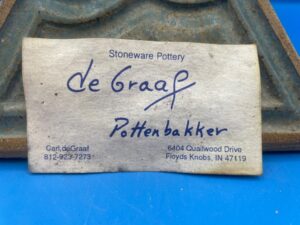 Stoneware Pottery
de Graaf
Pottenbakker
Carl deGraaf
812-923-7273
6404 Quailwood Drive
Floyds Knobs, IN 47119